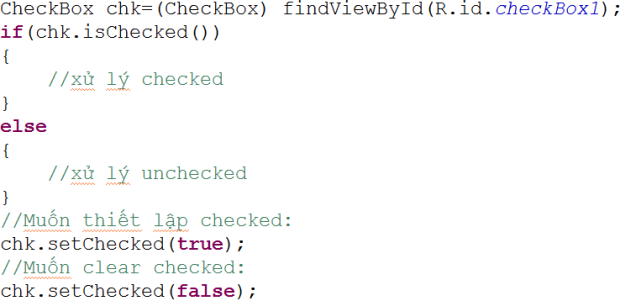 CheckBox chk=(CheckBox) findViewById(R.id.checkBox1);
if(chk.isChecked())
{
//xử lý checked
}
else
{
//xử lý unchecked
}
//Muốn thiết lập checked:
chk.setChecked(true);
//Muốn clear checked:
chk.setChecked(false);